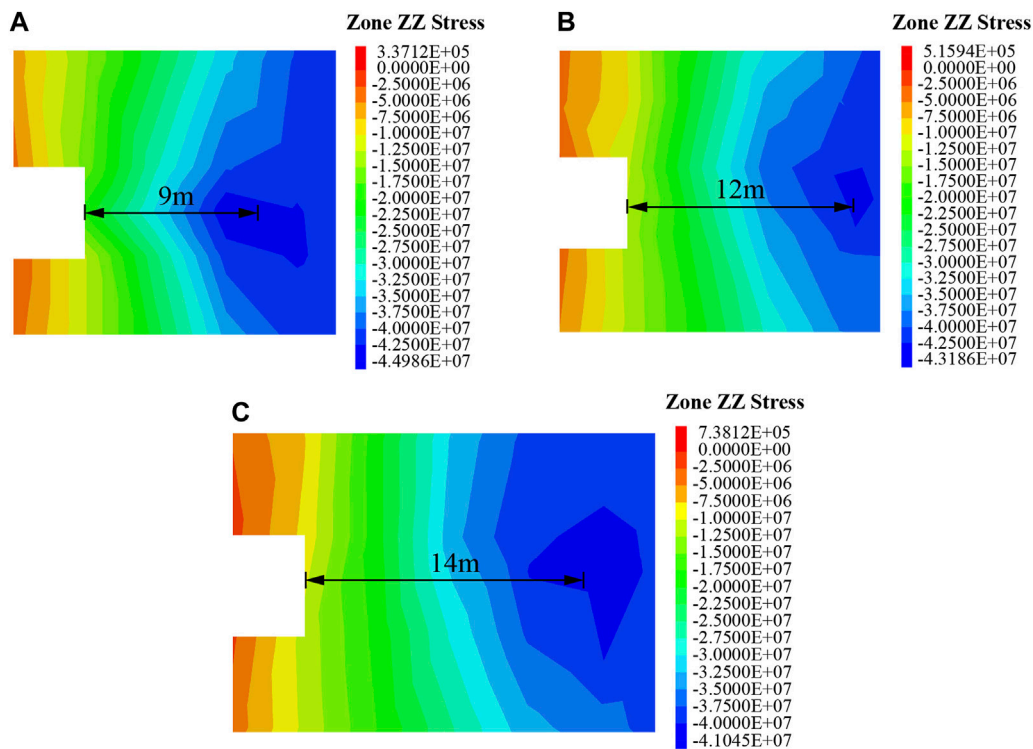 A
Zone ZZ Stress
3.3712E+05
0.0000E+00
-2.5000E+06
-5.0000E+06
-7.5000E+06
-1.0000E+07
-1.2500E+07
-1.5000E+07
-1.7500E+07
-2.0000E+07
-2.2500E+07
-2.5000E+07
-2.7500E+07
-3.0000E+07
-3.2500E+07
-3.5000E+07
-3.7500E+07
-4.0000E+07
-4.2500E+07
-4.4986E+07
9m
B
Zone ZZ Stress
5.1594E+05
0.0000E+00
-2.5000E+06
-5.0000E+06
-7.5000E+06
-1.0000E+07
-1.2500E+07
-1.5000E+07
-1.7500E+07
-2.0000E+07
-2.2500E+07
-2.5000E+07
-2.7500E+07
-3.0000E+07
-3.2500E+07
-3.5000E+07
-3.7500E+07
-4.0000E+07
-4.2500E+07
-4.3186E+07
12m
C
Zone ZZ Stress
7.3812E+05
0.0000E+00
-2.5000E+06
-5.0000E+06
-7.5000E+06
-1.0000E+07
-1.2500E+07
-1.5000E+07
-1.7500E+07
-2.0000E+07
-2.2500E+07
-2.5000E+07
-2.7500E+07
-3.0000E+07
-3.2500E+07
-3.5000E+07
-3.7500E+07
-4.0000E+07
-4.1045E+07
14m